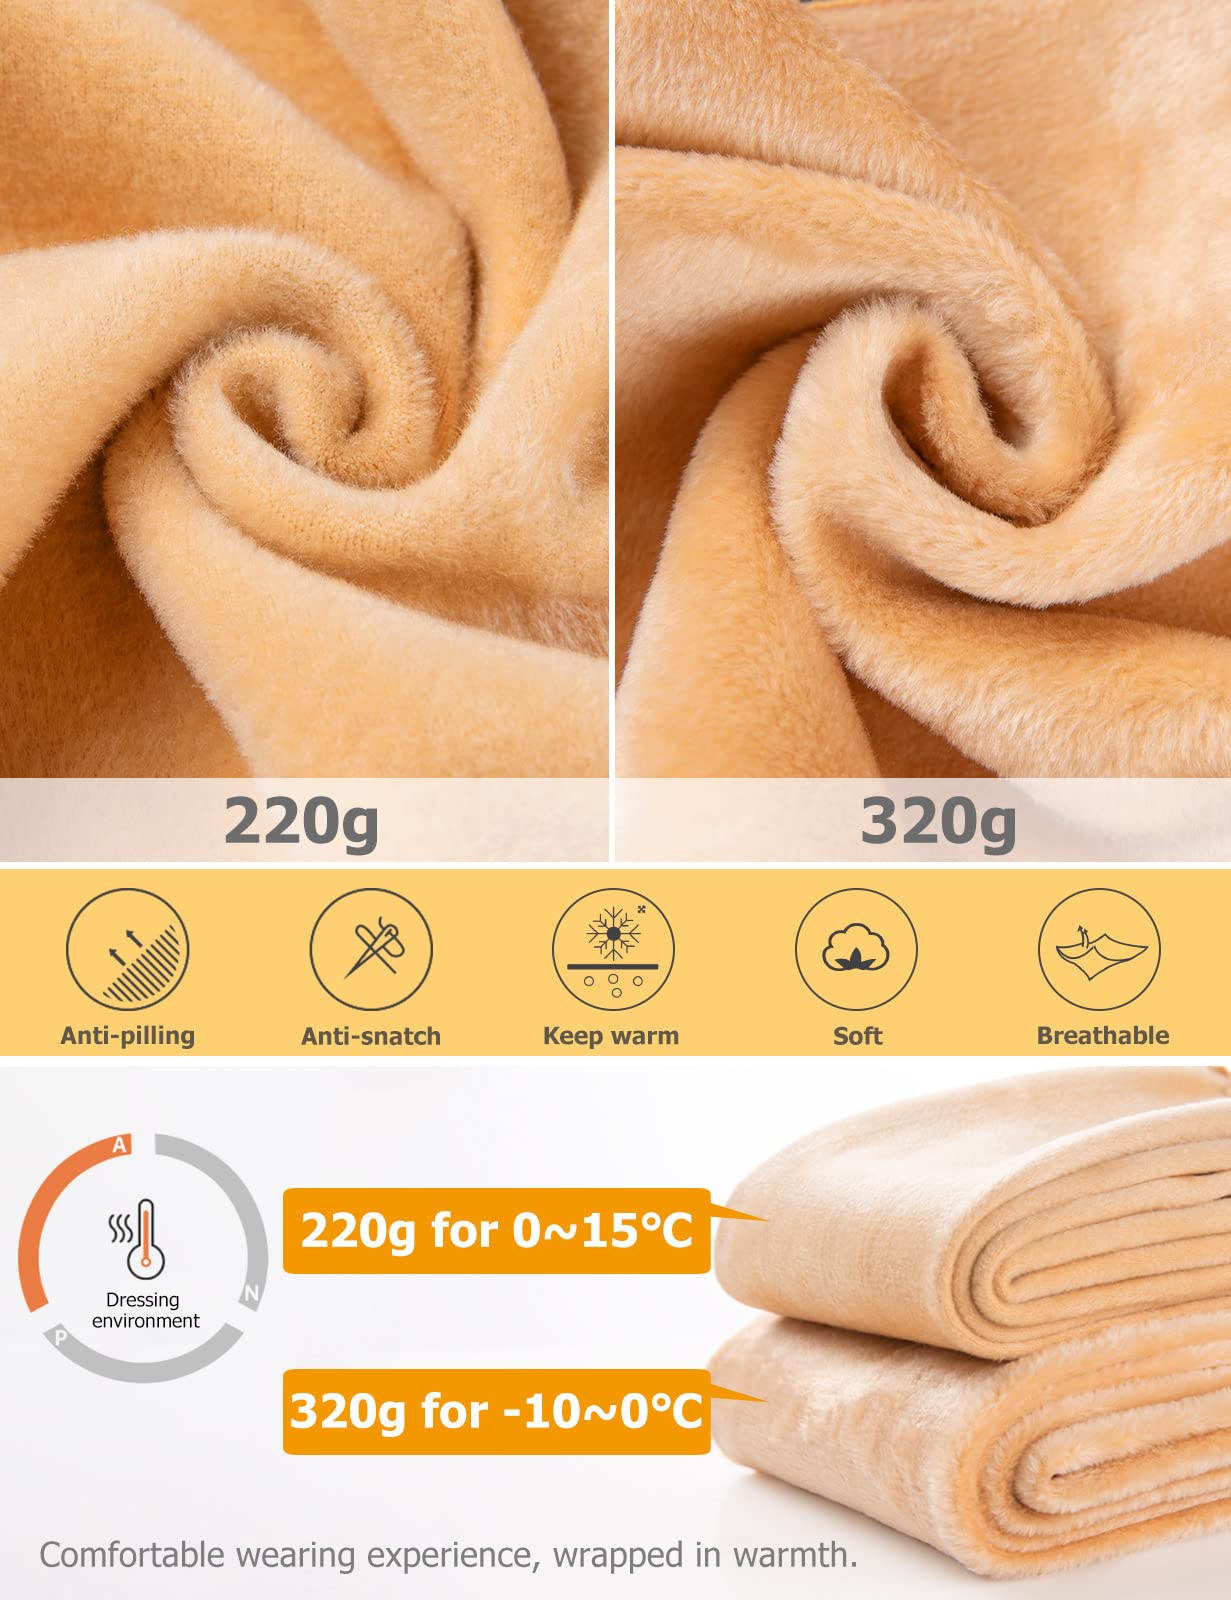 220g
320g
Anti-pilling
Anti-snatch
Keep warm
Soft
Breathable
A
N
P
Dressing
environment
220g for 0~15°C
320g for -10~0°C
Comfortable wearing experience, wrapped in warmth.